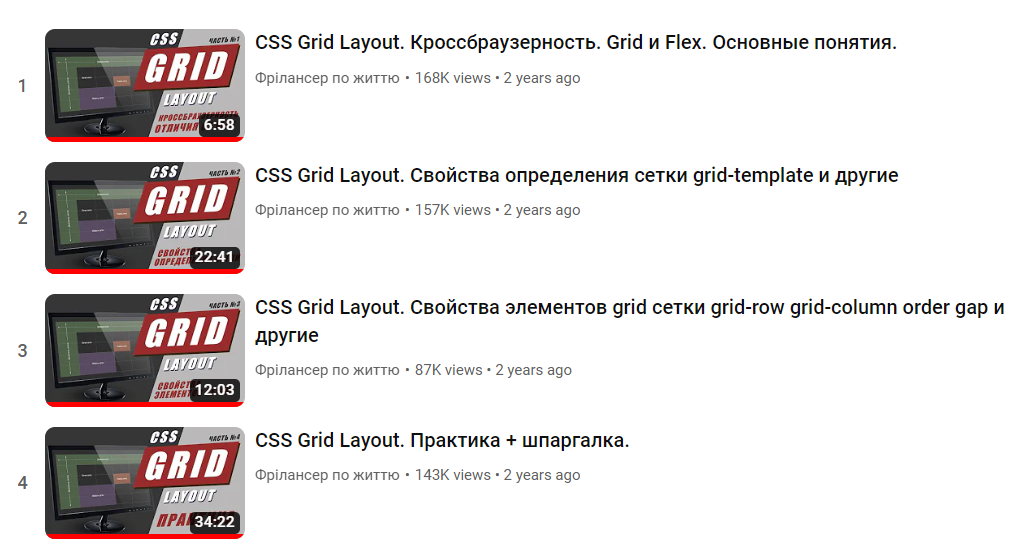 1
CSS
ЧАСТЬ №1
GRID
LAYOUT
КРОССБРАУЗЕРНОСТЬ
ОТЛИЧИЯ
6:58
CSS Grid Layout. Кроссбраузерность. Grid и Flex. Основные понятия.
Фрілансер по життю • 168K views • 2 years ago
2
CSS
ЧАСТЬ №2
GRID
LAYOUT
22:41
CSS Grid Layout. Свойства определения сетки grid-template и другие
Фрілансер по життю • 157K views • 2 years ago
3
CSS
ЧАСТЬ №3
GRID
LAYOUT
12:03
CSS Grid Layout. Свойства элементов grid сетки grid-row grid-column order gap и
другие
Фрілансер по життю • 87K views • 2 years ago
4
CSS
ЧАСТЬ №4
GRID
LAYOUT
34:22
CSS Grid Layout. Практика + шпаргалка.
Фрілансер по життю • 143K views • 2 years ago